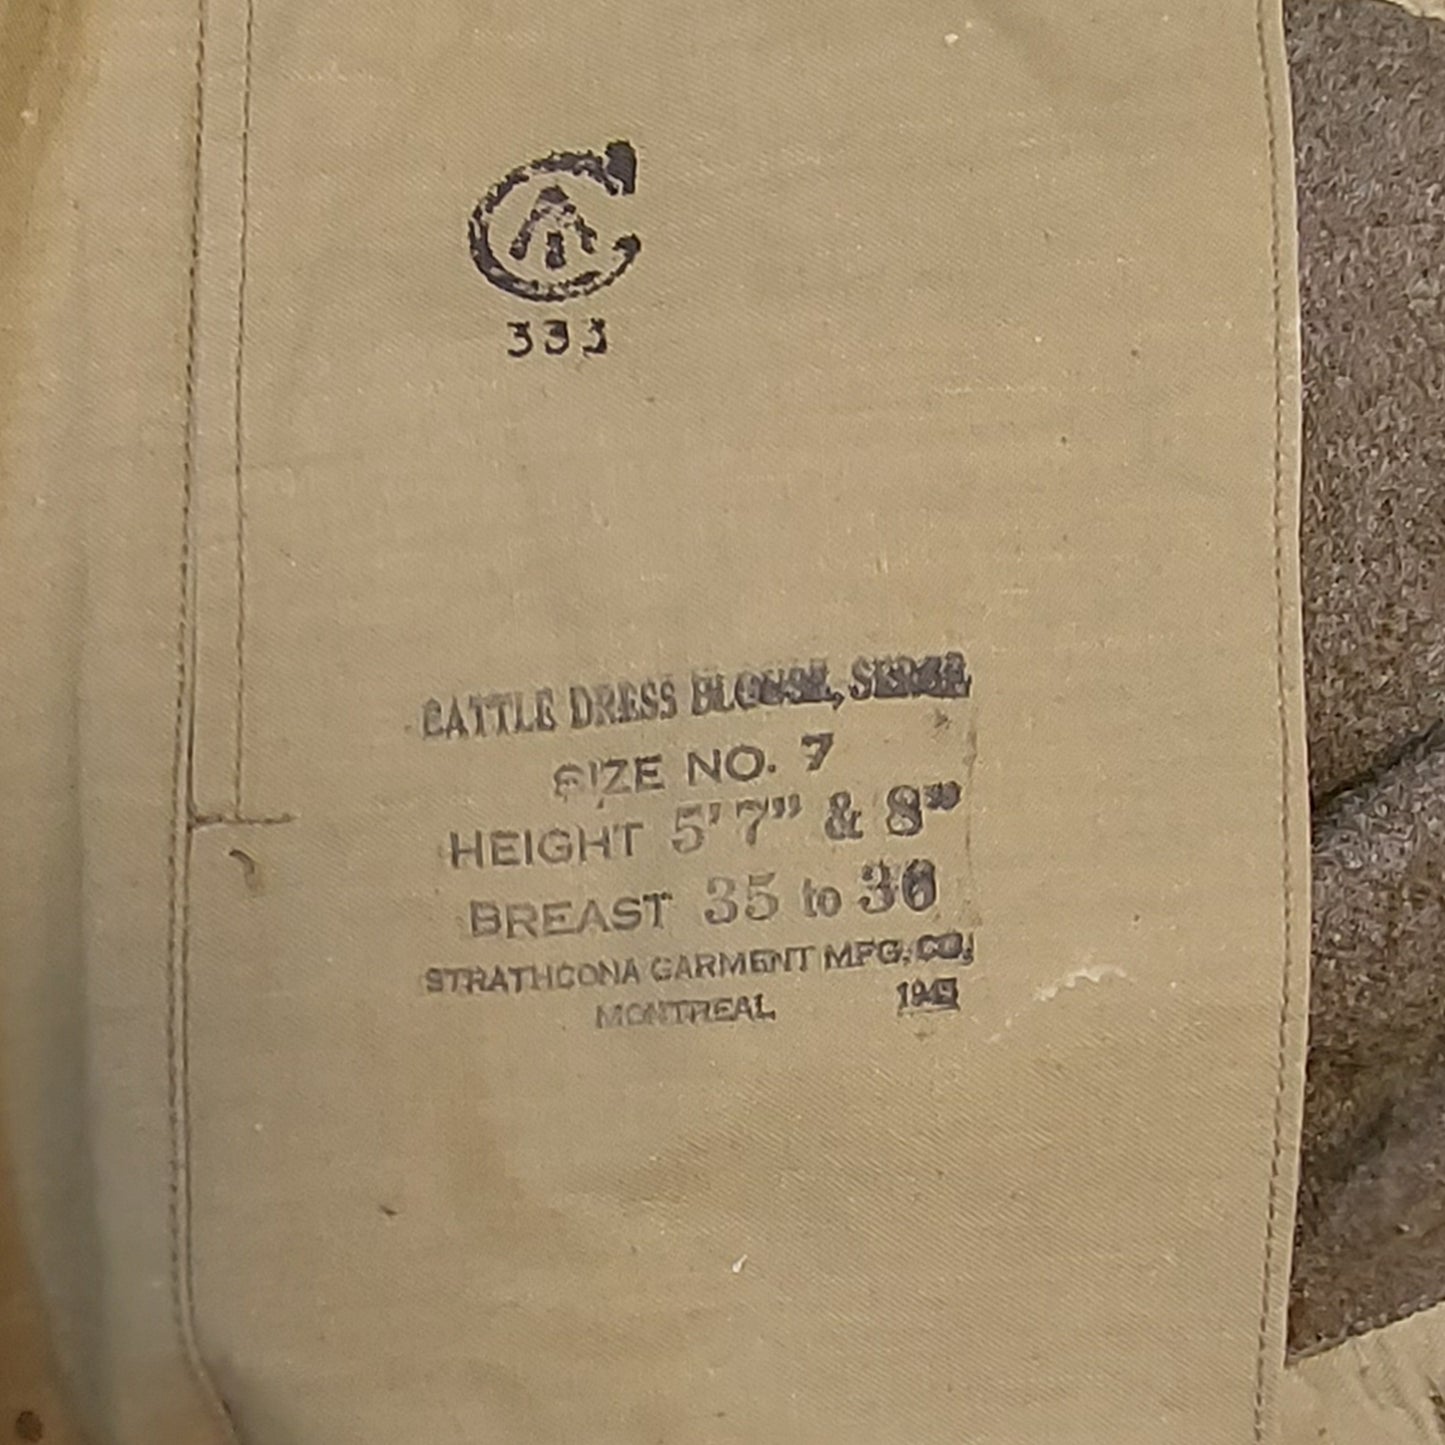 C
333
CATTLE DRESS BLOUSE, SERGE
SIZE NO. 7
HEIGHT 5' 7" & 8"
BREAST 35 to 36
STRATHCONA GARMENT MFG. CO.
MONTREAL